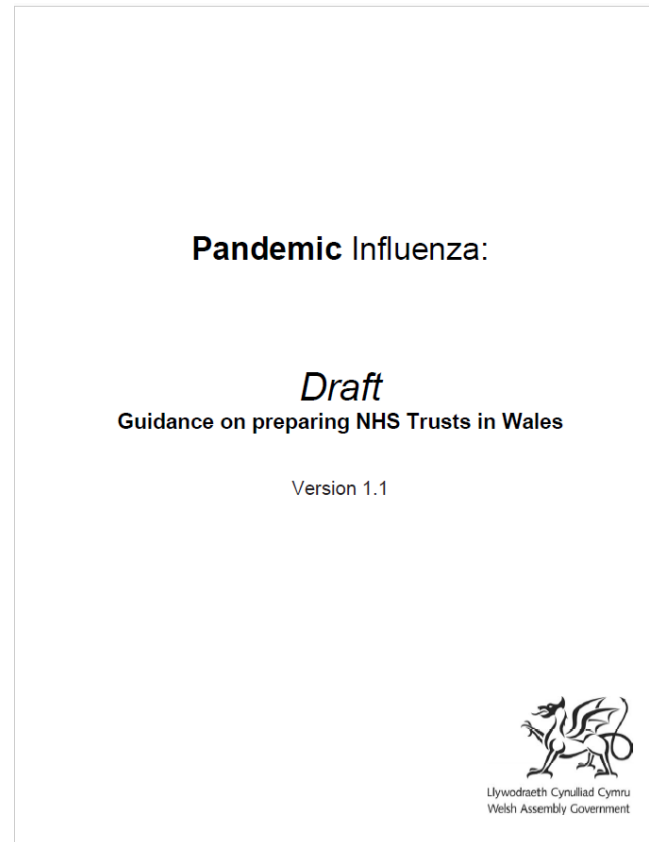 Pandemic Influenza:
Draft
Guidance on preparing NHS Trusts in Wales
Version 1.1
Llywodraeth Cynulliad Cymru
Welsh Assembly Government